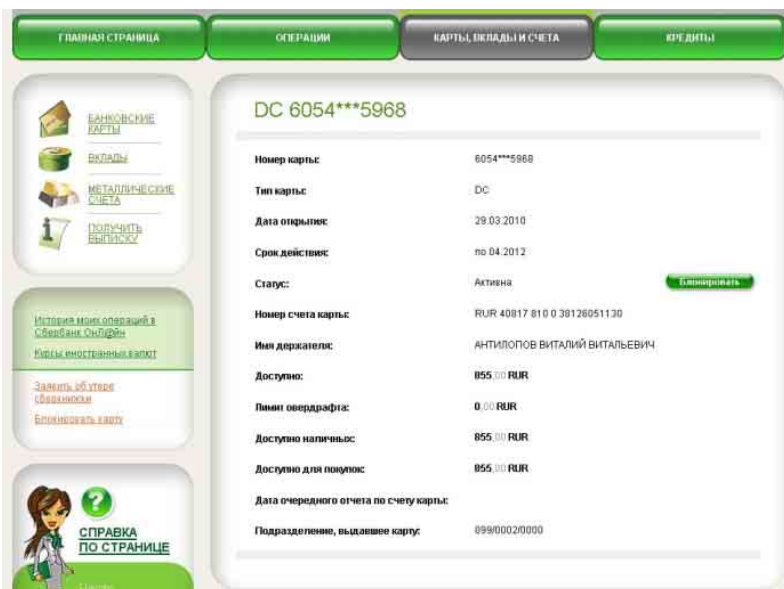 ГЛАВНАЯ СТРАНИЦА
ОПЕРАЦИИ
КАРТЫ, ВКЛАДЫ И СЧЕТА
КРЕДИТЫ
БАНКОВСКИЕ
КАРТЫ
ВКЛАДЫ
МЕТАЛЛИЧЕСКИЕ
СЧЕТА
ПОЛУЧИТЬ
ВЫПИСКУ
История моих операций в
Сбербанк ОнЛ@йн
Курсы иностранных валют
Заявить об утере
сберкнижки
Блокировать карту
СПРАВКА
ПО СТРАНИЦЕ
DC 6054***5968
Номер карты: 6054***5968
Тип карты: DC
Дата открытия: 29.03.2010
Срок действия: по 04.2012
Статус: Активна Блокировать
Номер счета карты: RUR 40817 810 0 38126051130
Имя держателя: АНТИЛОПОВ ВИТАЛИЙ ВИТАЛЬЕВИЧ
Доступно: 855,00 RUR
Лимит овердрафта: 0,00 RUR
Доступно наличных: 855,00 RUR
Доступно для покупок: 855,00 RUR
Дата очередного отчета по счету карты:
Подразделение, выдавшее карту: 099/0002/0000